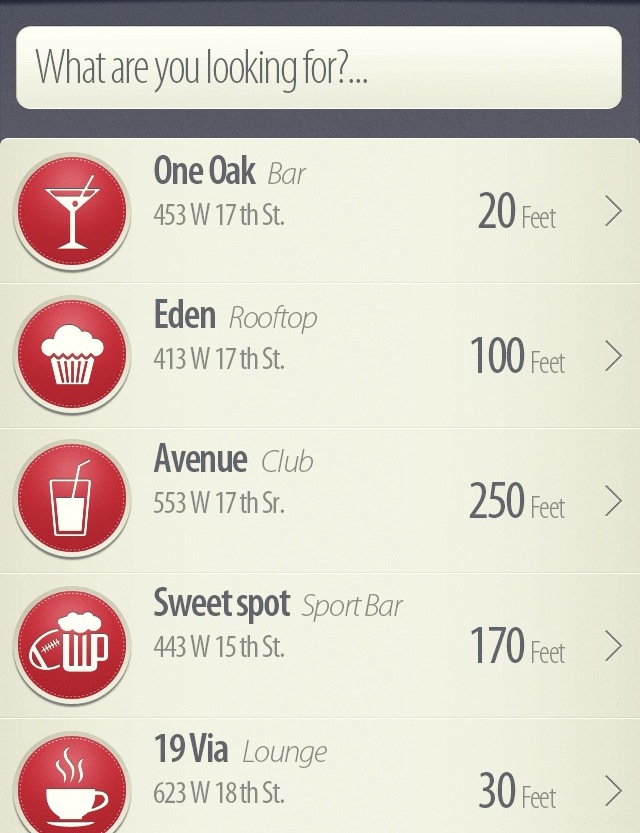 What are you looking for?...
One Oak Bar
453 W 17 th St.
20 Feet
Eden Rooftop
413 W 17 th St.
100 Feet
Avenue Club
553 W 17 th Sr.
250 Feet
Sweet spot Sport Bar
443 W 15 th St.
170 Feet
19 Via Lounge
623 W 18 th St.
30 Feet